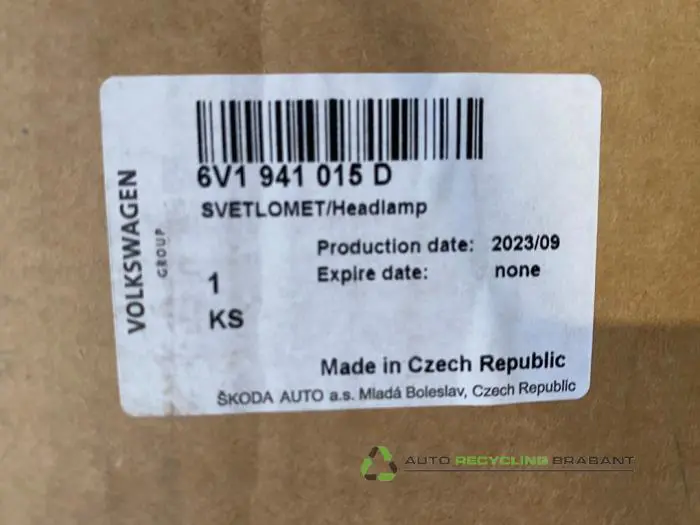 VOLKSWAGEN
GROUP
6V1 941 015 D
SVETLOMET/Headlamp
Production date: 2023/09
Expire date: none
1
KS
Made in Czech Republic
ŠKODA AUTO a.s. Mladá Boleslav, Czech Republic
AUTO RECYCLING BRABANT